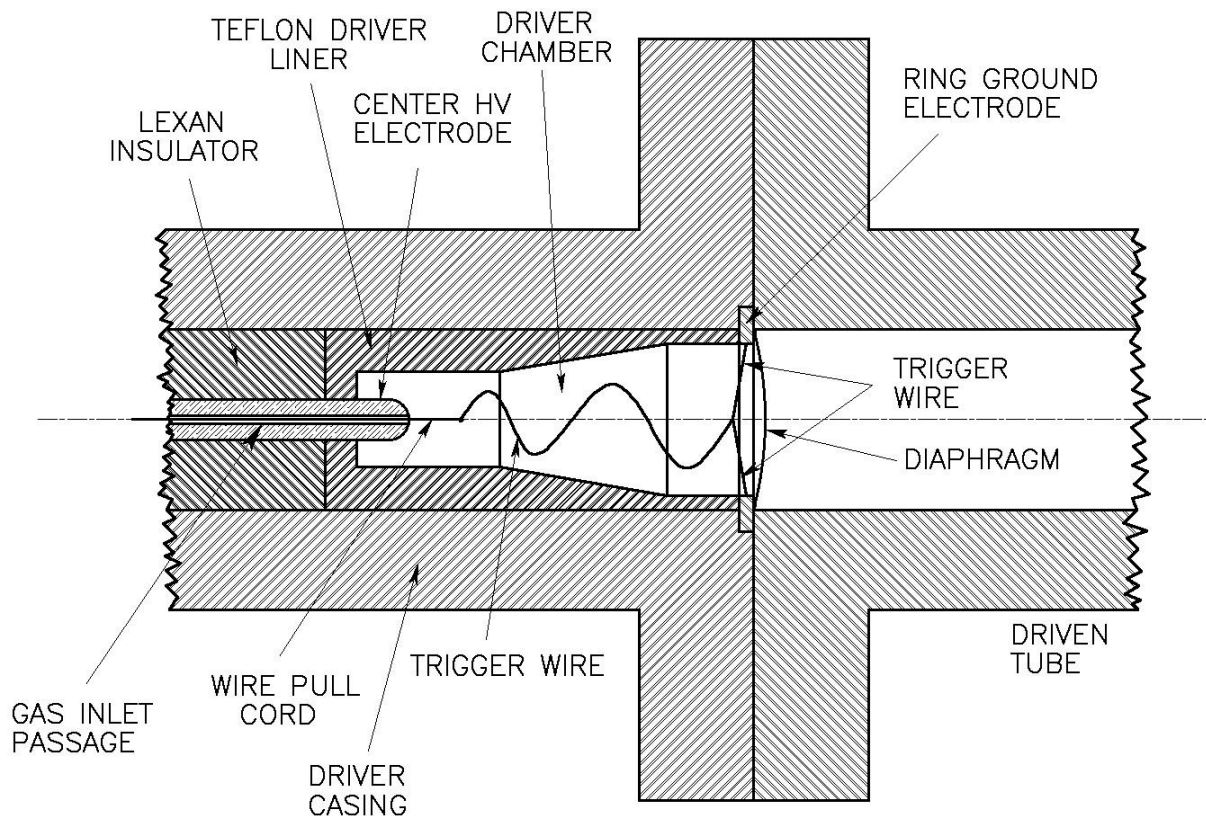 TEFLON DRIVER
LINER
DRIVER
CHAMBER
RING GROUND
ELECTRODE
CENTER HV
ELECTRODE
LEXAN
INSULATOR
TRIGGER
WIRE
DIAPHRAGM
DRIVEN
TUBE
TRIGGER WIRE
WIRE PULL
CORD
GAS INLET
PASSAGE
DRIVER
CASING